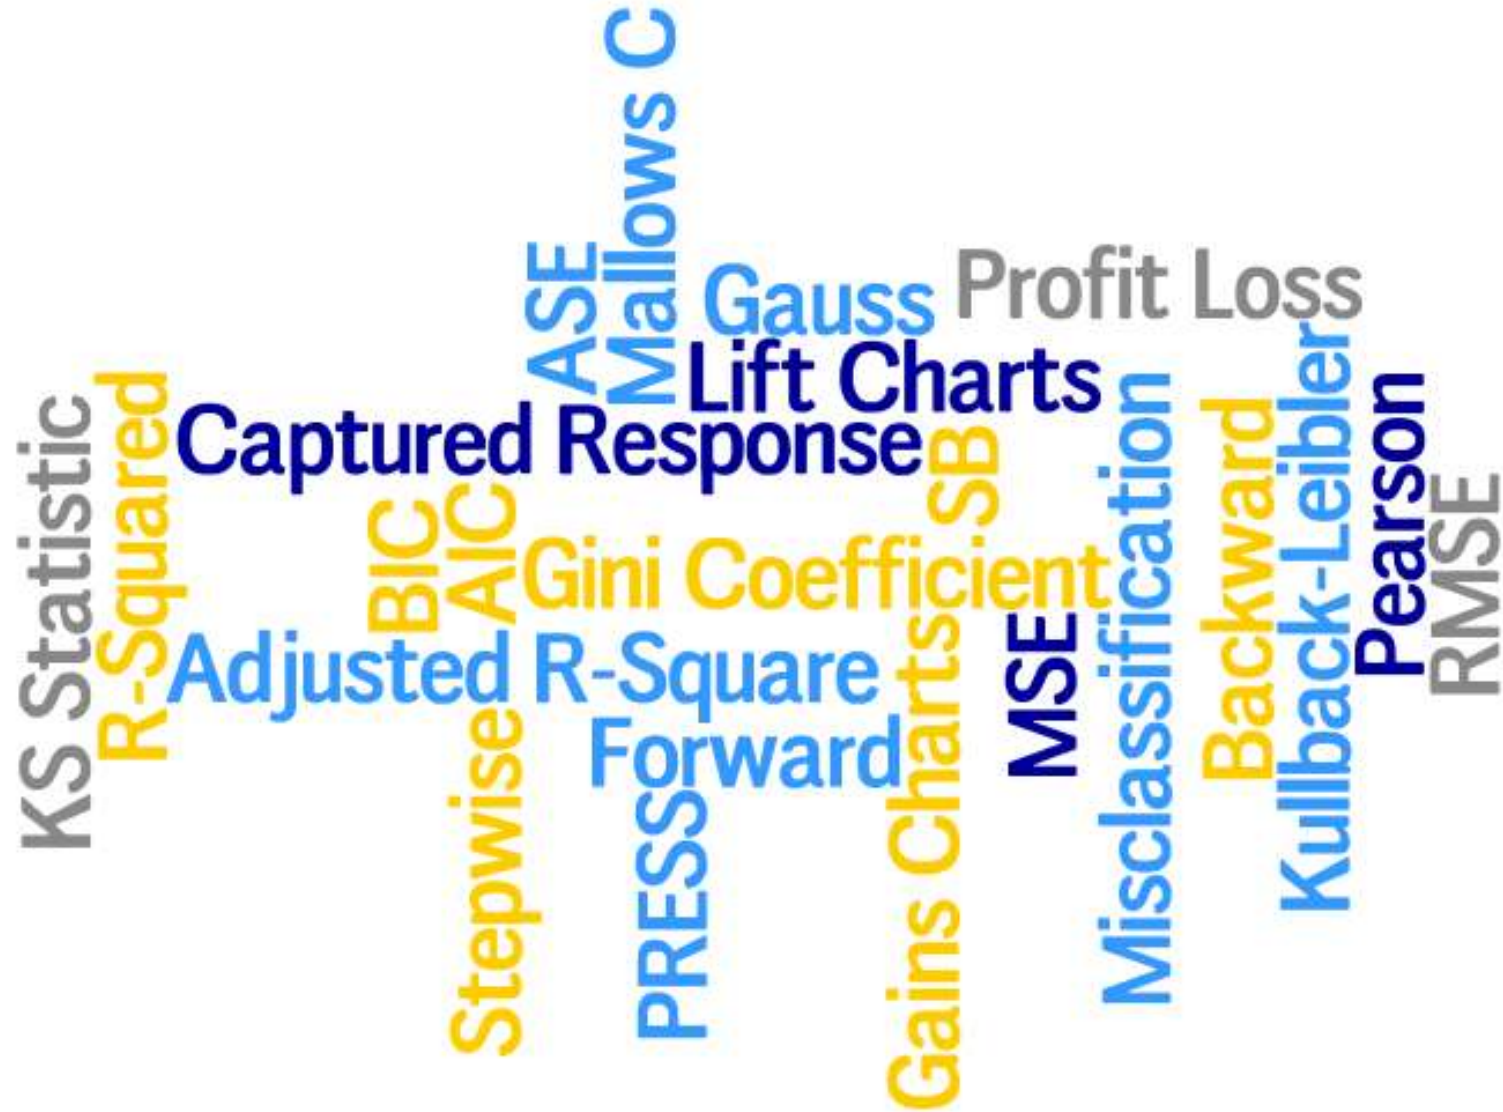 Mallows C
ASE
Gauss
Profit Loss
Lift Charts
Captured Response
KS Statistic
R-Squared
BIC
AIC
SB
Gini Coefficient
Misclassification
Backward
Kullback-Leibler
Pearson
RMSE
Adjusted R-Square
MSE
Forward
Stepwise
PRESS
Gains Charts